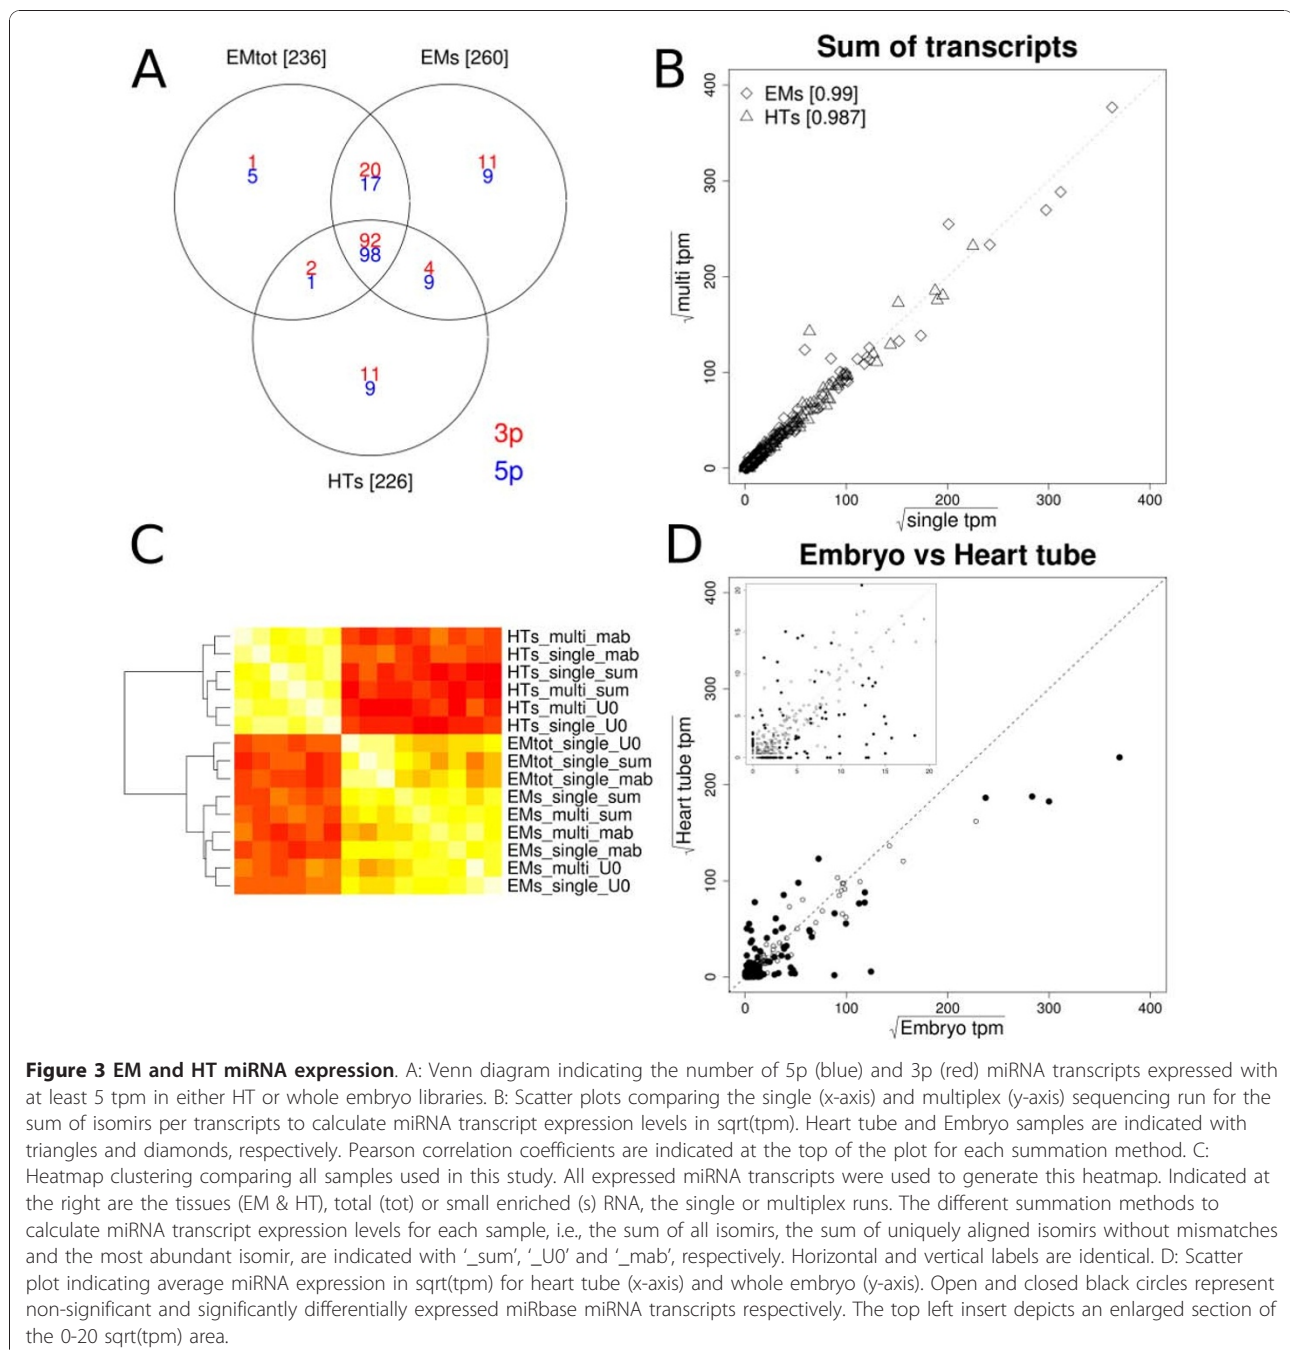 A
EMtot [236]
EMs [260]
1
5
20
17
11
9
92
98
2
1
4
9
11
9
3p
5p
HTs [226]
B
Sum of transcripts
EMs [0.99]
HTs [0.987]
√multi tpm
400
300
200
100
0
0 100 200 300 400
√single tpm
C
HTs_multi_mab
HTs_single_mab
HTs_single_sum
HTs_multi_sum
HTs_multi_U0
HTs_single_U0
EMtot_single_U0
EMtot_single_sum
EMtot_single_mab
EMs_single_sum
EMs_multi_sum
EMs_multi_mab
EMs_single_mab
EMs_multi_U0
EMs_single_U0
D
Embryo vs Heart tube
√Heart tube tpm
400
300
200
100
0
20
15
10
5
0
0 5 10 15 20
0 100 200 300 400
√Embryo tpm
Figure 3 EM and HT miRNA expression. A: Venn diagram indicating the number of 5p (blue) and 3p (red) miRNA transcripts expressed with
at least 5 tpm in either HT or whole embryo libraries. B: Scatter plots comparing the single (x-axis) and multiplex (y-axis) sequencing run for the
sum of isomirs per transcripts to calculate miRNA transcript expression levels in sqrt(tpm). Heart tube and Embryo samples are indicated with
triangles and diamonds, respectively. Pearson correlation coefficients are indicated at the top of the plot for each summation method. C:
Heatmap clustering comparing all samples used in this study. All expressed miRNA transcripts were used to generate this heatmap. Indicated at
the right are the tissues (EM & HT), total (tot) or small enriched (s) RNA, the single or multiplex runs. The different summation methods to
calculate miRNA transcript expression levels for each sample, i.e., the sum of all isomirs, the sum of uniquely aligned isomirs without mismatches
and the most abundant isomir, are indicated with ‘_sum’, ‘_U0’ and ‘_mab’, respectively. Horizontal and vertical labels are identical. D: Scatter
plot indicating average miRNA expression in sqrt(tpm) for heart tube (x-axis) and whole embryo (y-axis). Open and closed black circles represent
non-significant and significantly differentially expressed miRbase miRNA transcripts respectively. The top left insert depicts an enlarged section of
the 0-20 sqrt(tpm) area.